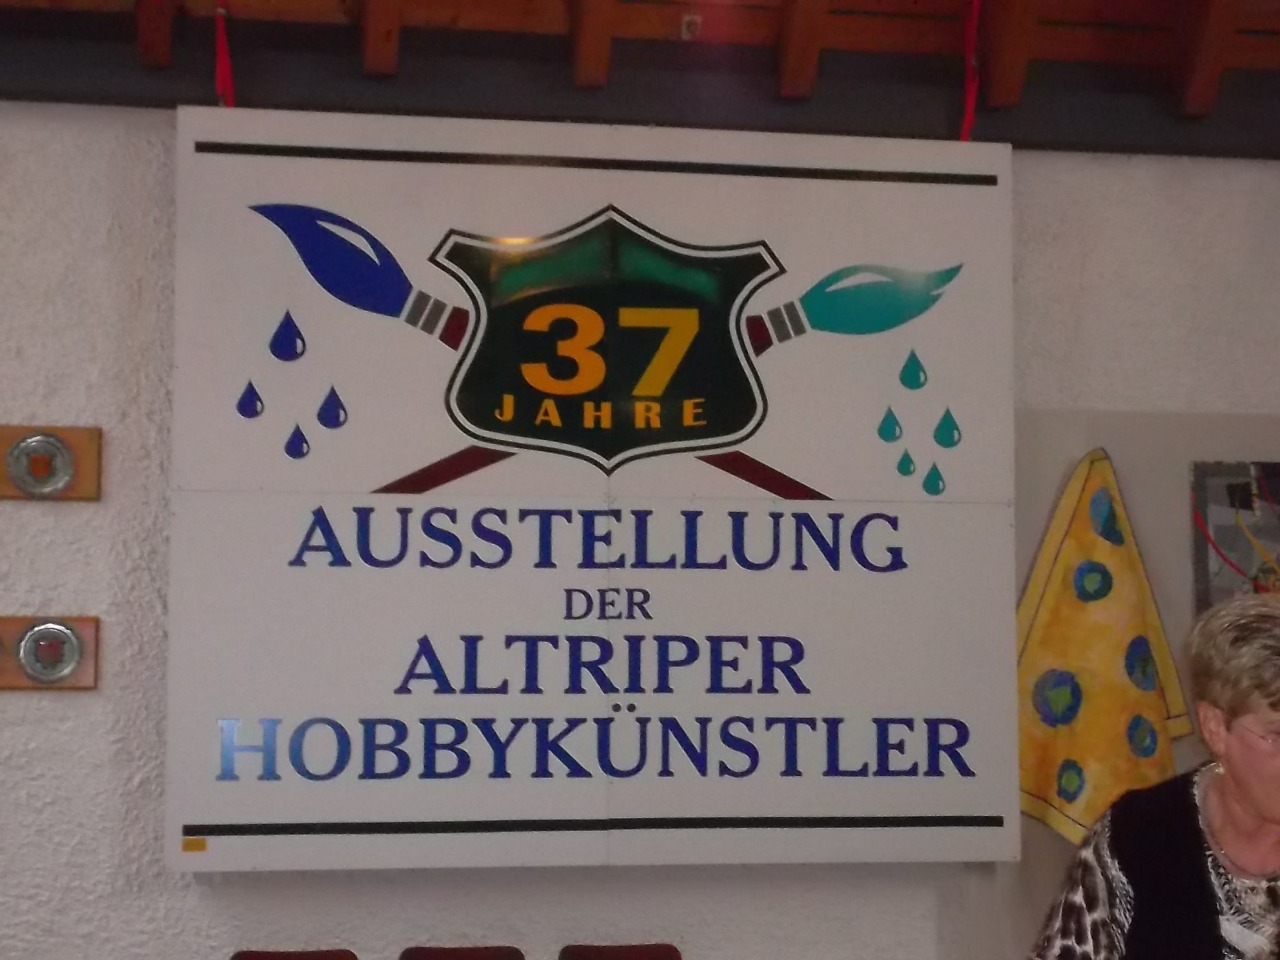 37
JAHRE
AUSSTELLUNG
DER
ALTRIPER
HOBBYKÜNSTLER